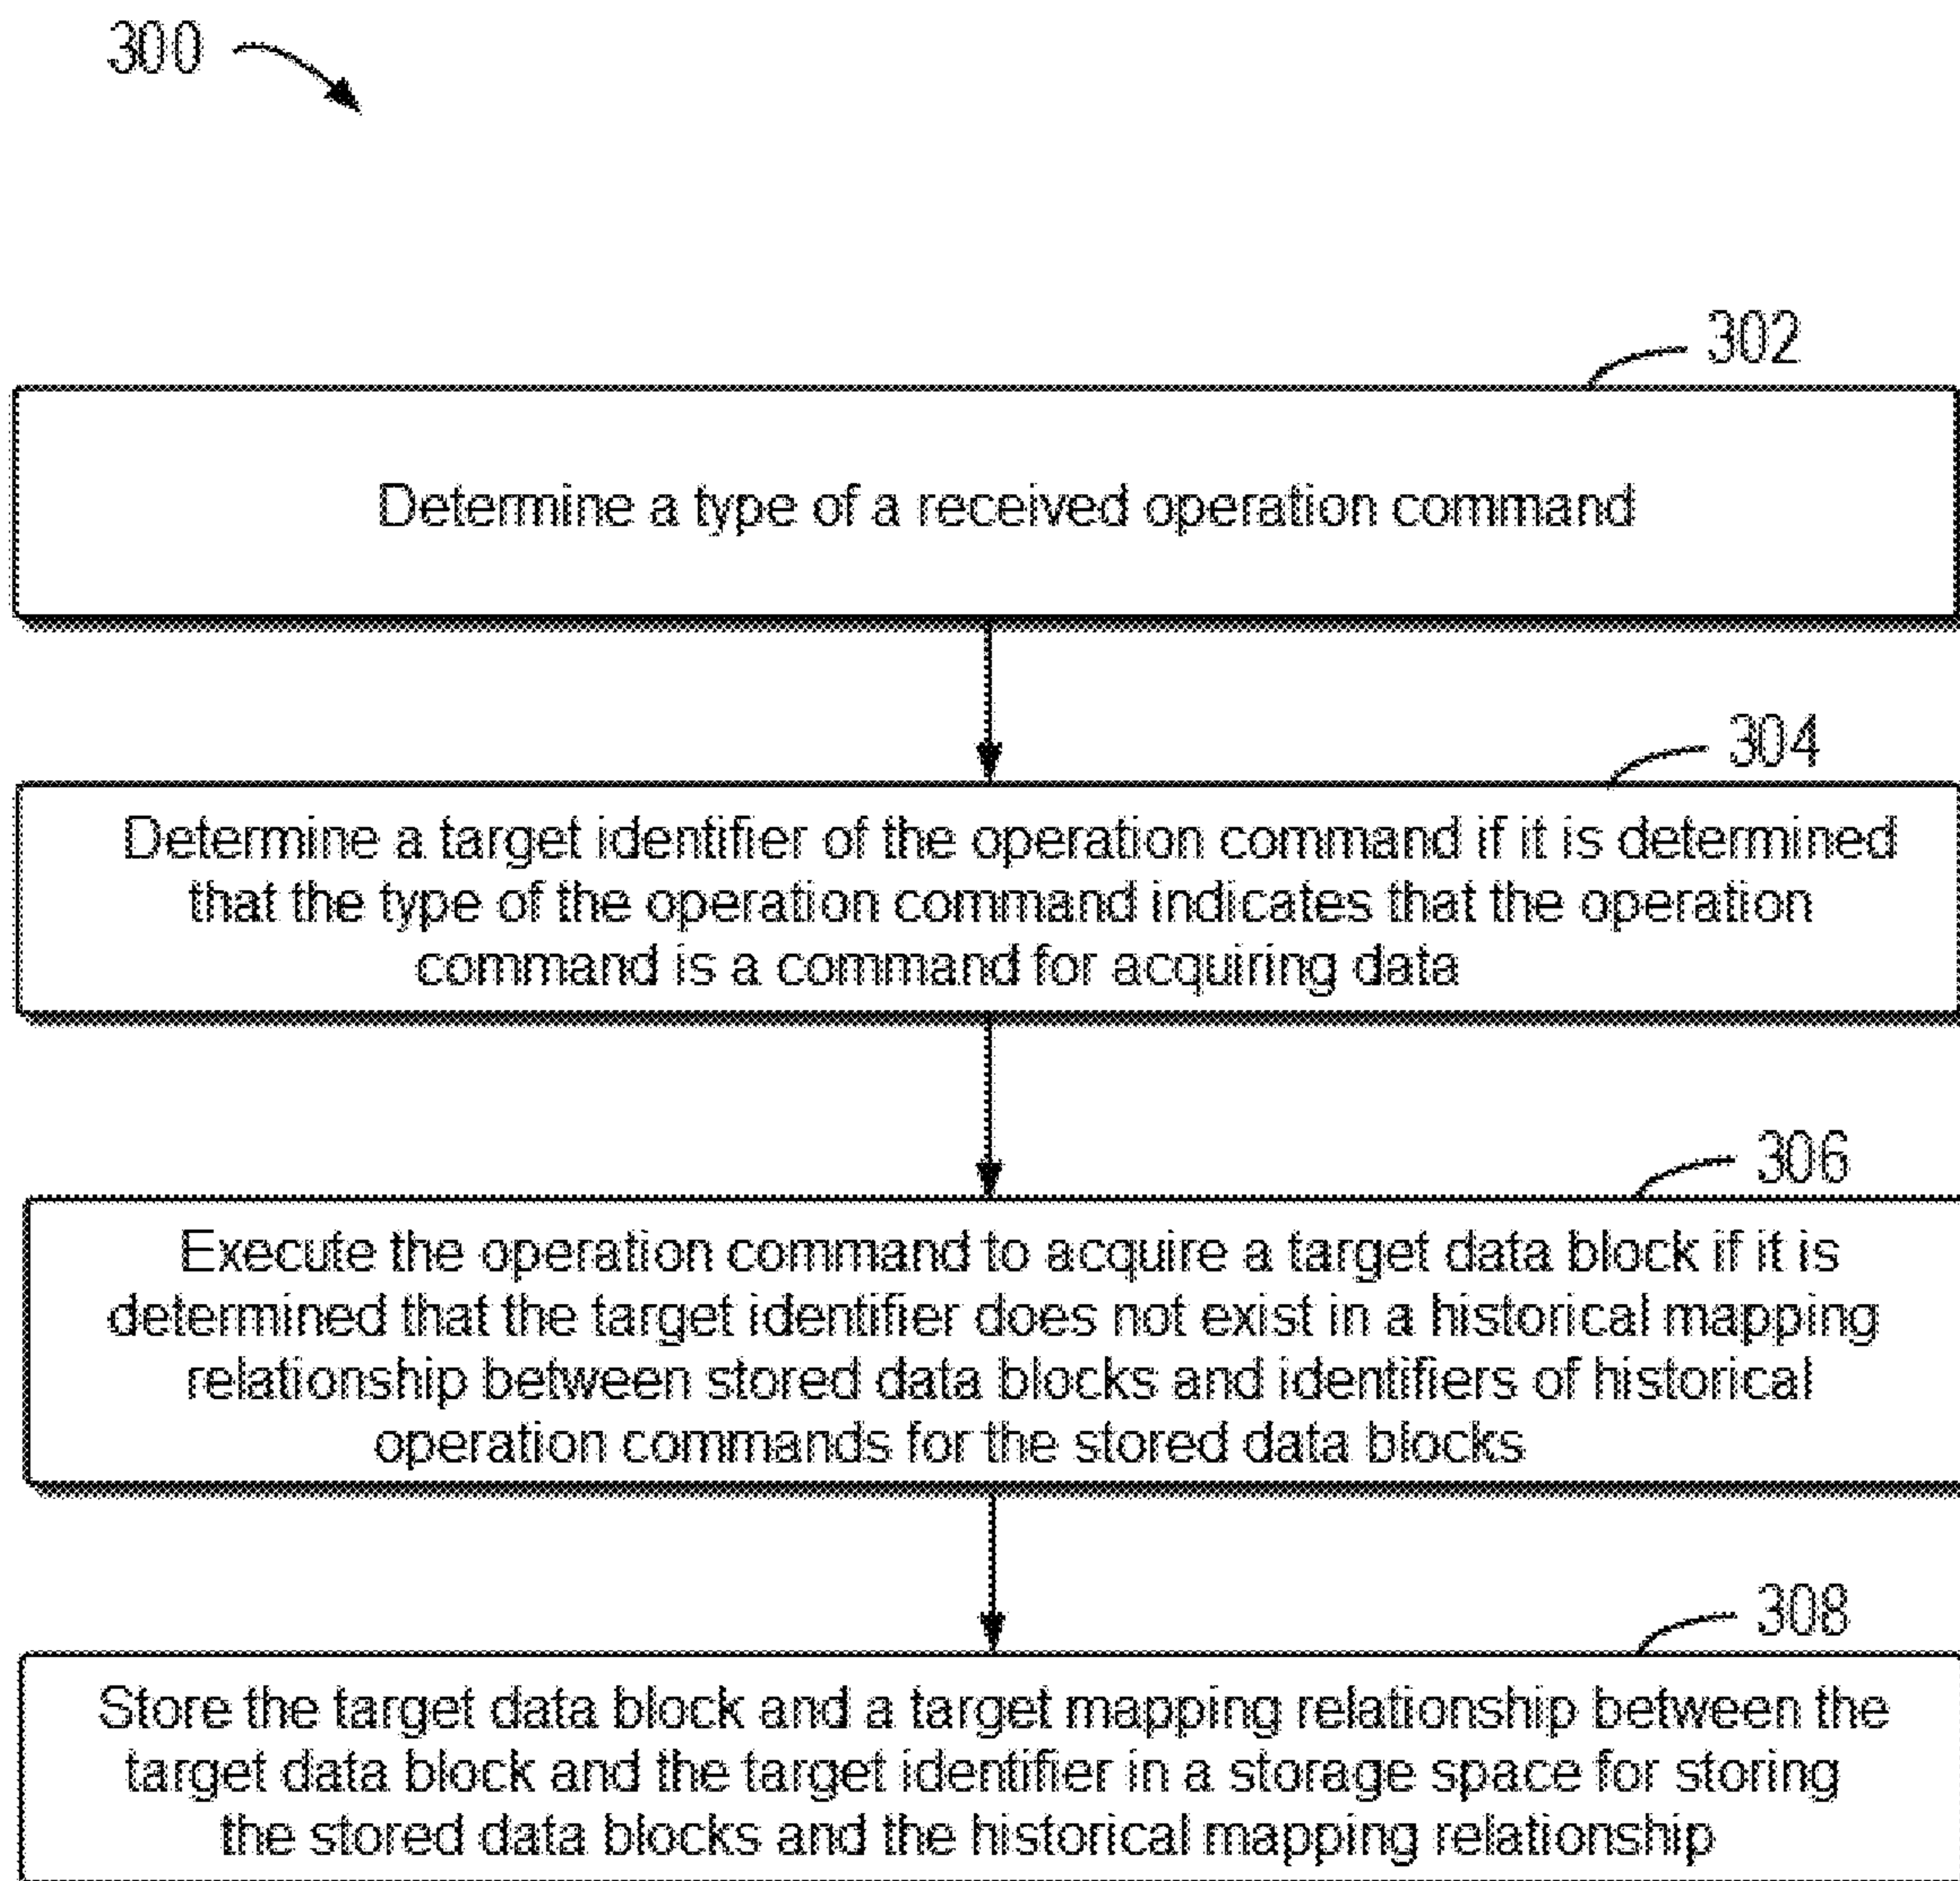 300
302
Determine a type of a received operation command
304
Determine a target identifier of the operation command if it is determined
that the type of the operation command indicates that the operation
command is a command for acquiring data
306
Execute the operation command to acquire a target data block if it is
determined that the target identifier does not exist in a historical mapping
relationship between stored data blocks and identifiers of historical
operation commands for the stored data blocks
308
Store the target data block and a target mapping relationship between the
target data block and the target identifier in a storage space for storing
the stored data blocks and the historical mapping relationship